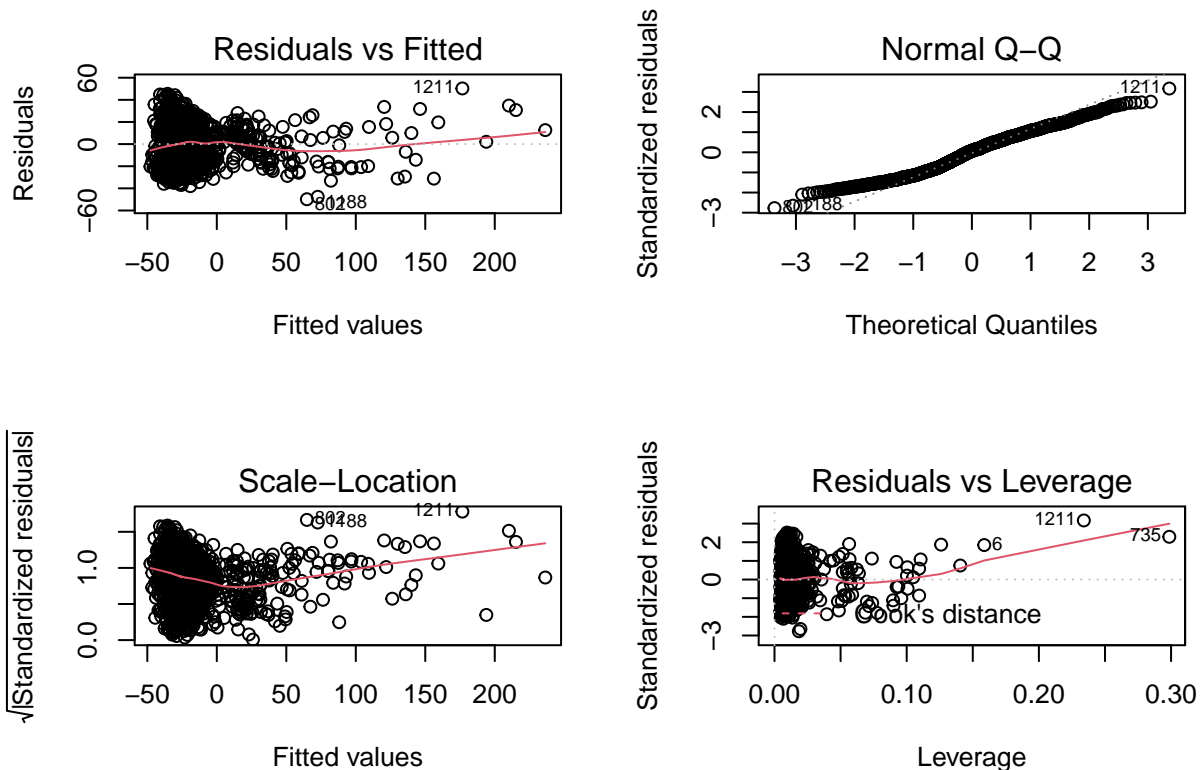 Residuals vs Fitted
Residuals
60
0
−60
1211
802
1188
−50 0 50 100 150 200
Fitted values
Normal Q−Q
Standardized residuals
2
0
−3
1211
802
1188
−3 −2 −1 0 1 2 3
Theoretical Quantiles
Scale−Location
√|Standardized residuals|
1.0
0.0
802
1188
1211
−50 0 50 100 150 200
Fitted values
Residuals vs Leverage
Standardized residuals
2
0
−3
1211
6
735
Cook's distance
0.00 0.10 0.20 0.30
Leverage